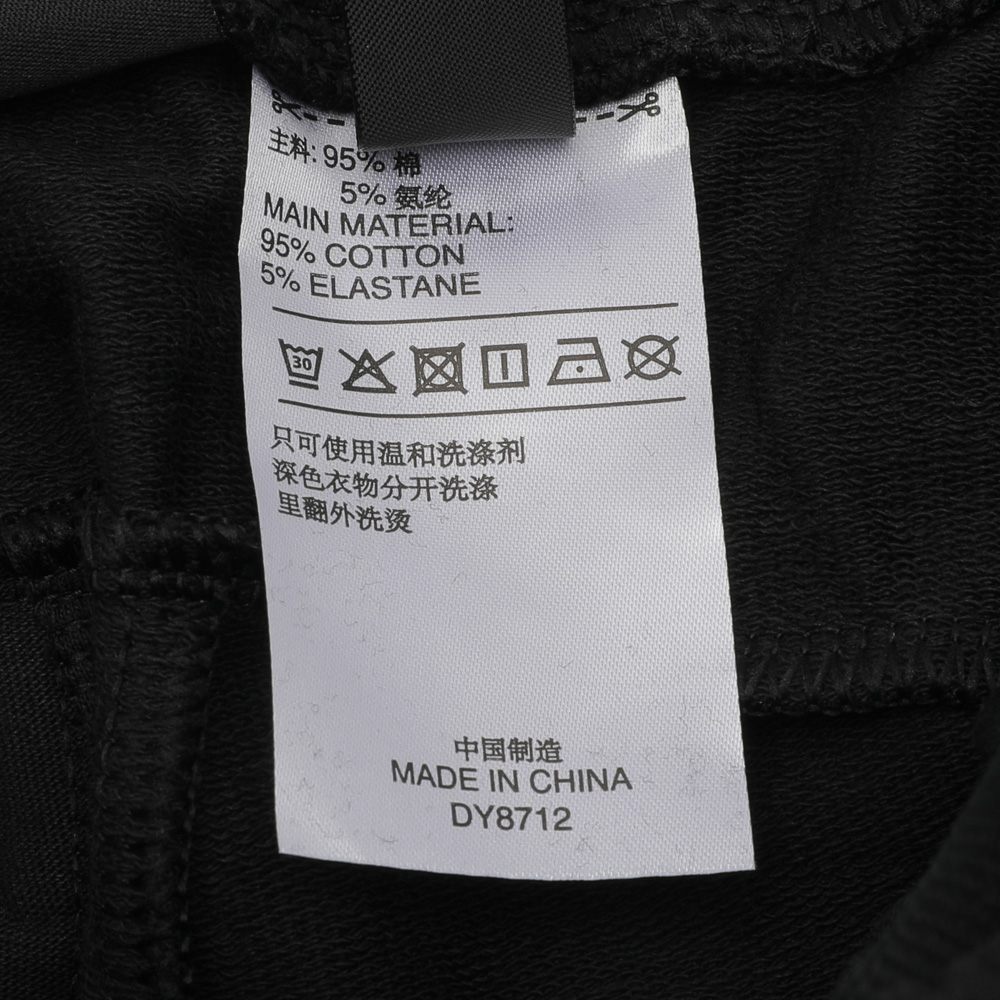 主料: 95% 棉
5% 氨纶
MAIN MATERIAL:
95% COTTON
5% ELASTANE
30
只可使用温和洗涤剂
深色衣物分开洗涤
里翻外洗烫
中国制造
MADE IN CHINA
DY8712